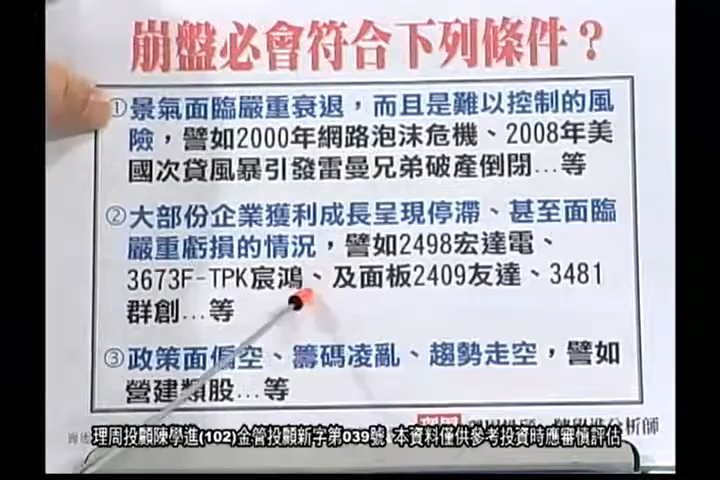 崩盤必會符合下列條件？
①景氣面臨嚴重衰退，而且是難以控制的風
險，譬如2000年網路泡沫危機、2008年美
國次貸風暴引發雷曼兄弟破產倒閉…等
②大部份企業獲利成長呈現停滯、甚至面臨
嚴重虧損的情況，譬如2498宏達電、
3673F-TPK宸鴻、及面板2409友達、3481
群創…等
③政策面偏空、籌碼凌亂、趨勢走空，譬如
營建類股…等
分析師
理周投顧陳學進(102)金管投顧新字第039號 本資料僅供參考投資時應審慎評估